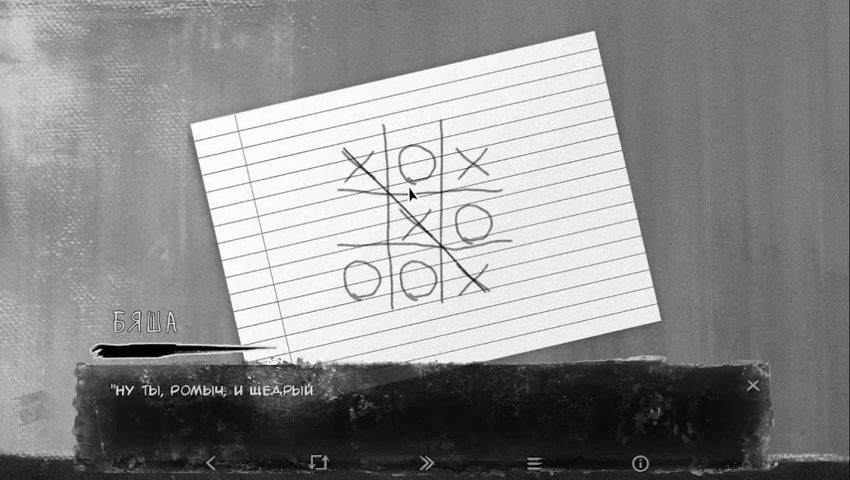 X O X
X O
O O X
БЯША
"НУ ТЫ, РОМЫЧ, И ЩЕДРЫЙ